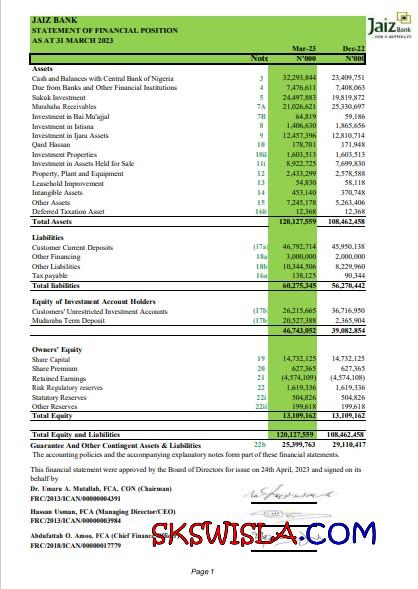 JAIZ BANK
STATEMENT OF FINANCIAL POSITION
AS AT 31 MARCH 2023
Jaiz Bank
FOR A BETTER LIFE
Mar-23 Dec-22
Note N'000 N'000
Assets
Cash and Balances with Central Bank of Nigeria 3 32,293,844 23,409,751
Due from Banks and Other Financial Institutions 4 7,476,611 7,408,063
Sukuk Investment 5 24,497,883 19,819,872
Murabaha Receivables 7A 21,026,621 25,330,697
Investment in Bai Mu'ajjal 7B 64,819 59,186
Investment in Istisna 8 1,406,630 1,865,656
Investment in Ijara Assets 9 12,457,396 12,810,714
Qard Hassan 10 178,701 171,948
Investment Properties 10ii 1,603,513 1,603,513
Investment in Assets Held for Sale 11i 8,922,725 7,699,830
Property, Plant and Equipment 12 2,433,299 2,578,588
Leasehold Improvement 13 54,830 58,118
Intangible Assets 14 453,140 370,748
Other Assets 15 7,245,178 5,263,406
Deferred Taxation Asset 16b 12,368 12,368
Total Assets 120,127,559 108,462,458
Liabilities
Customer Current Deposits (17a) 46,792,714 45,950,138
Other Financing 18a 3,000,000 2,000,000
Other Liabilities 18b 10,344,506 8,229,960
Tax payable 16a 138,125 90,344
Total liabilities 60,275,345 56,270,442
Equity of Investment Account Holders
Customers' Unrestricted Investment Accounts (17b) 26,215,665 36,716,950
Mudaraba Term Deposit (17b) 20,527,388 2,365,904
46,743,052 39,082,854
Owners' Equity
Share Capital 19 14,732,125 14,732,125
Share Premium 20 627,365 627,365
Retained Earnings 21 (4,574,109) (4,574,108)
Risk Regulatory reserves 22 1,619,336 1,619,336
Statutory Reserves 22i 504,826 504,826
Other Reserves 22ii 199,618 199,618
Total Equity 13,109,162 13,109,162
Total Equity and Liabilities 120,127,559 108,462,458
Guarantee And Other Contingent Assets & Liabilities 22b 25,399,763 29,110,417
The accounting policies and the accompanying explanatory notes form part of these financial statements.
This financial statement were approved by the Board of Directors for issue on 24th April, 2023 and signed on its
behalf by
Dr. Umaru A. Mutallab, FCA, CON (Chairman)
FRC/2013/ICAN/00000004391
Hassan Usman, FCA (Managing Director/CEO)
FRC/2013/ICAN/00000003984
Abdulfattah O. Amoo, FCA (Chief
FRC/2018/ICAN/00000017779
SKSWISLA.COM
Page 1